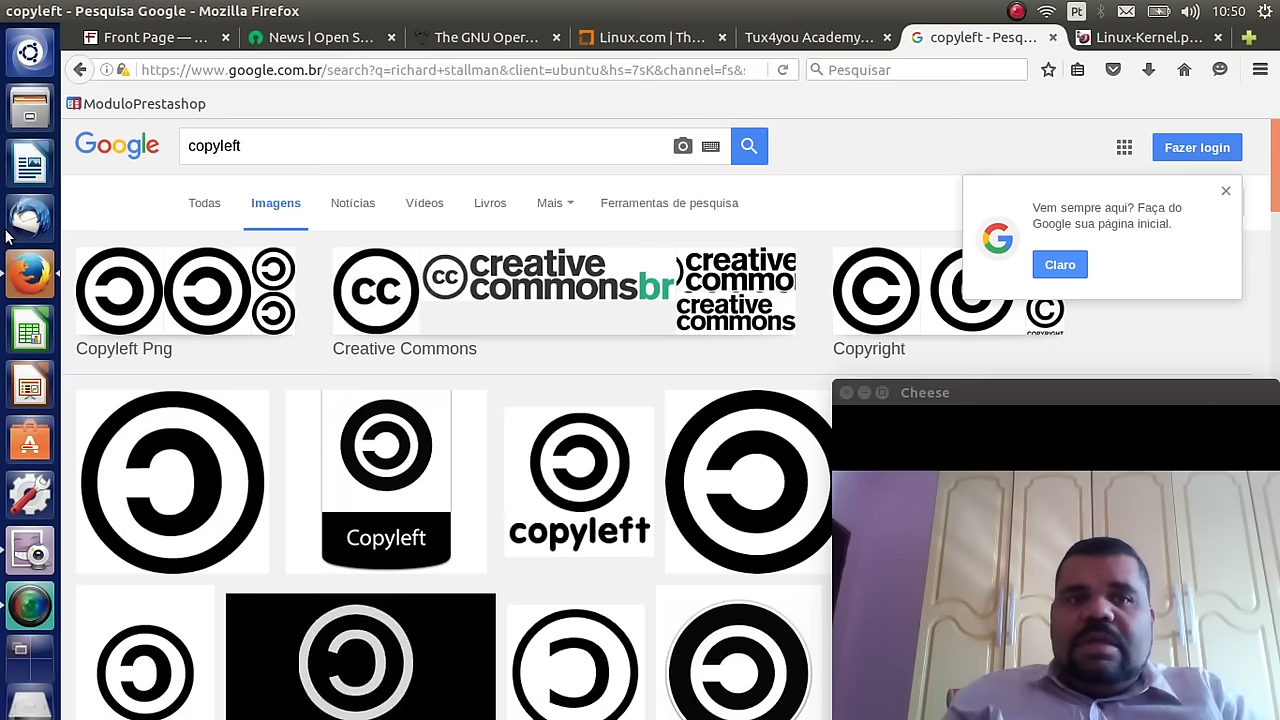 copyleft - Pesquisa Google - Mozilla Firefox
Pt
10:50
Front Page — ...
News | Open S...
The GNU Oper...
Linux.com | Th...
Tux4you Academy...
copyleft - Pesq...
Linux-Kernel.p...
https://www.google.com.br/search?q=richard+stallman&client=ubuntu&hs=7sK&channel=fs&
Pesquisar
ModuloPrestashop
Google
copyleft
Fazer login
Todas
Imagens
Notícias
Vídeos
Livros
Mais
Ferramentas de pesquisa
Vem sempre aqui? Faça do
Google sua página inicial.
Claro
cc
cc
creative
commonsbr
creative
commo
creative
commons
COPYRIGHT
Copyleft Png
Creative Commons
Copyright
Cheese
Copyleft
copyleft